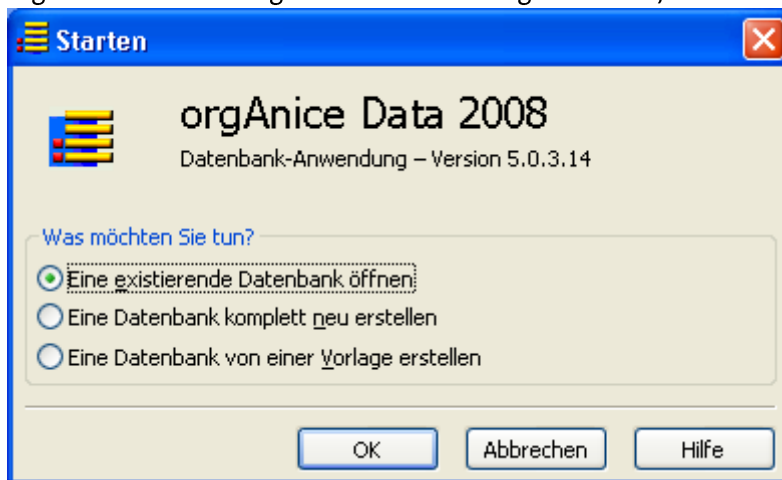 Starten
orgAnice Data 2008
Datenbank-Anwendung – Version 5.0.3.14
Was möchten Sie tun?
Eine existierende Datenbank öffnen
Eine Datenbank komplett neu erstellen
Eine Datenbank von einer Vorlage erstellen
OK Abbrechen Hilfe